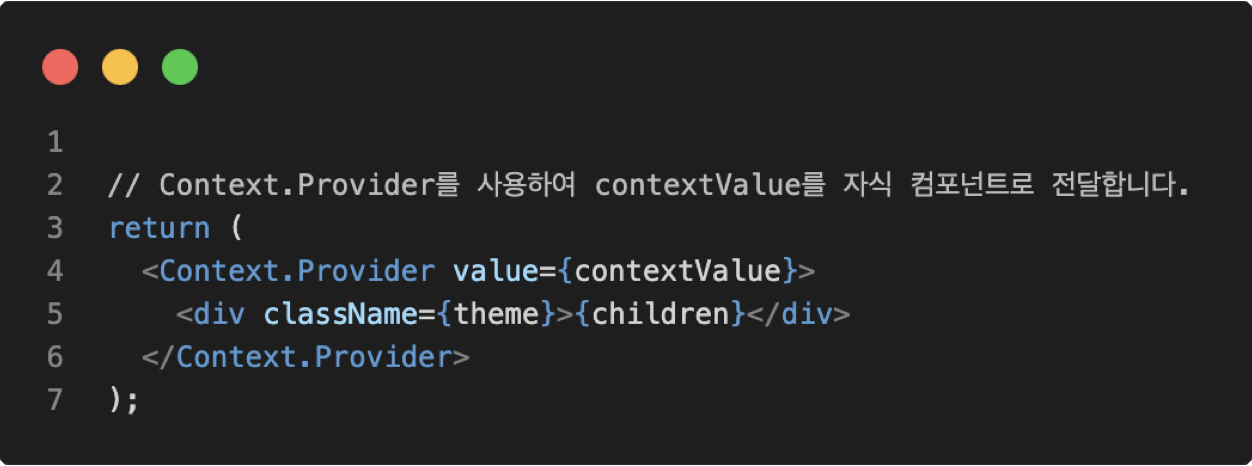 1
2 // Context.Provider를 사용하여 contextValue를 자식 컴포넌트로 전달합니다.
3 return (
4   <Context.Provider value={contextValue}>
5     <div className={theme}>{children}</div>
6   </Context.Provider>
7 );